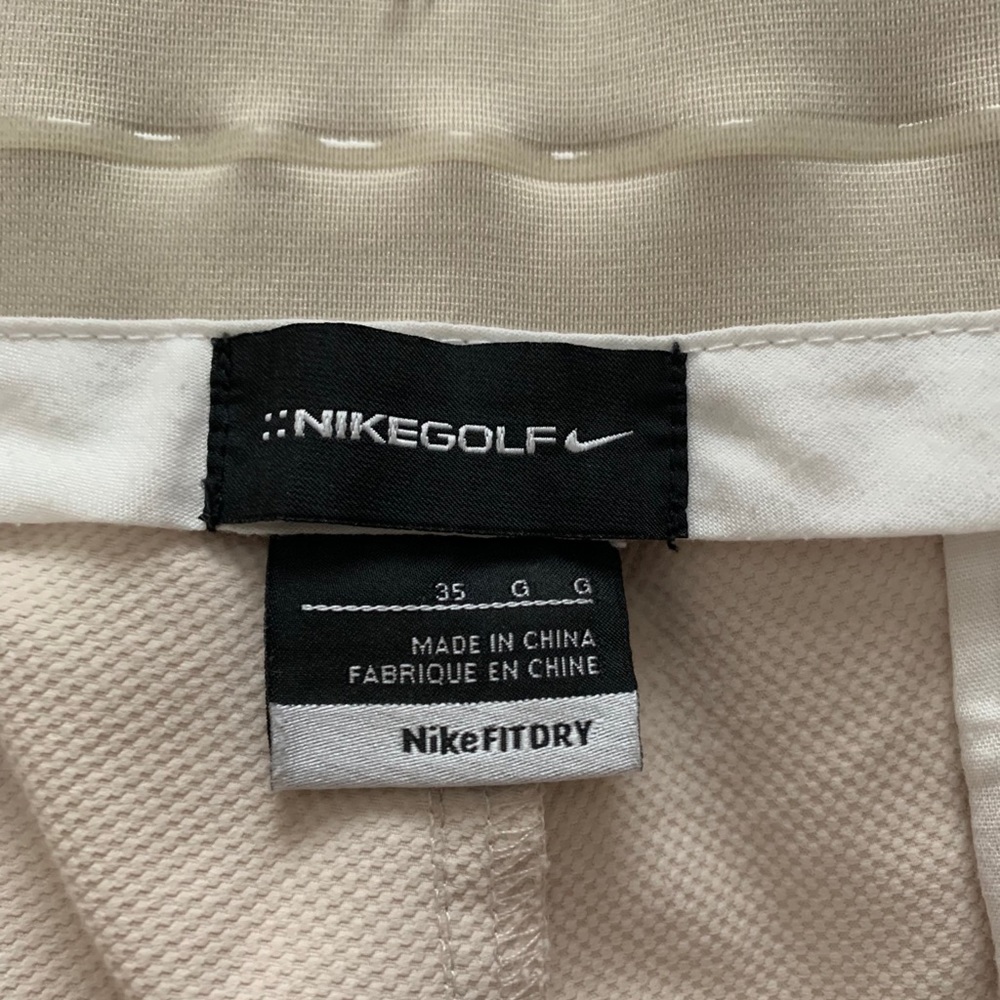 ::NIKEGOLF
35 G G
MADE IN CHINA
FABRIQUE EN CHINE
NikeFITDRY